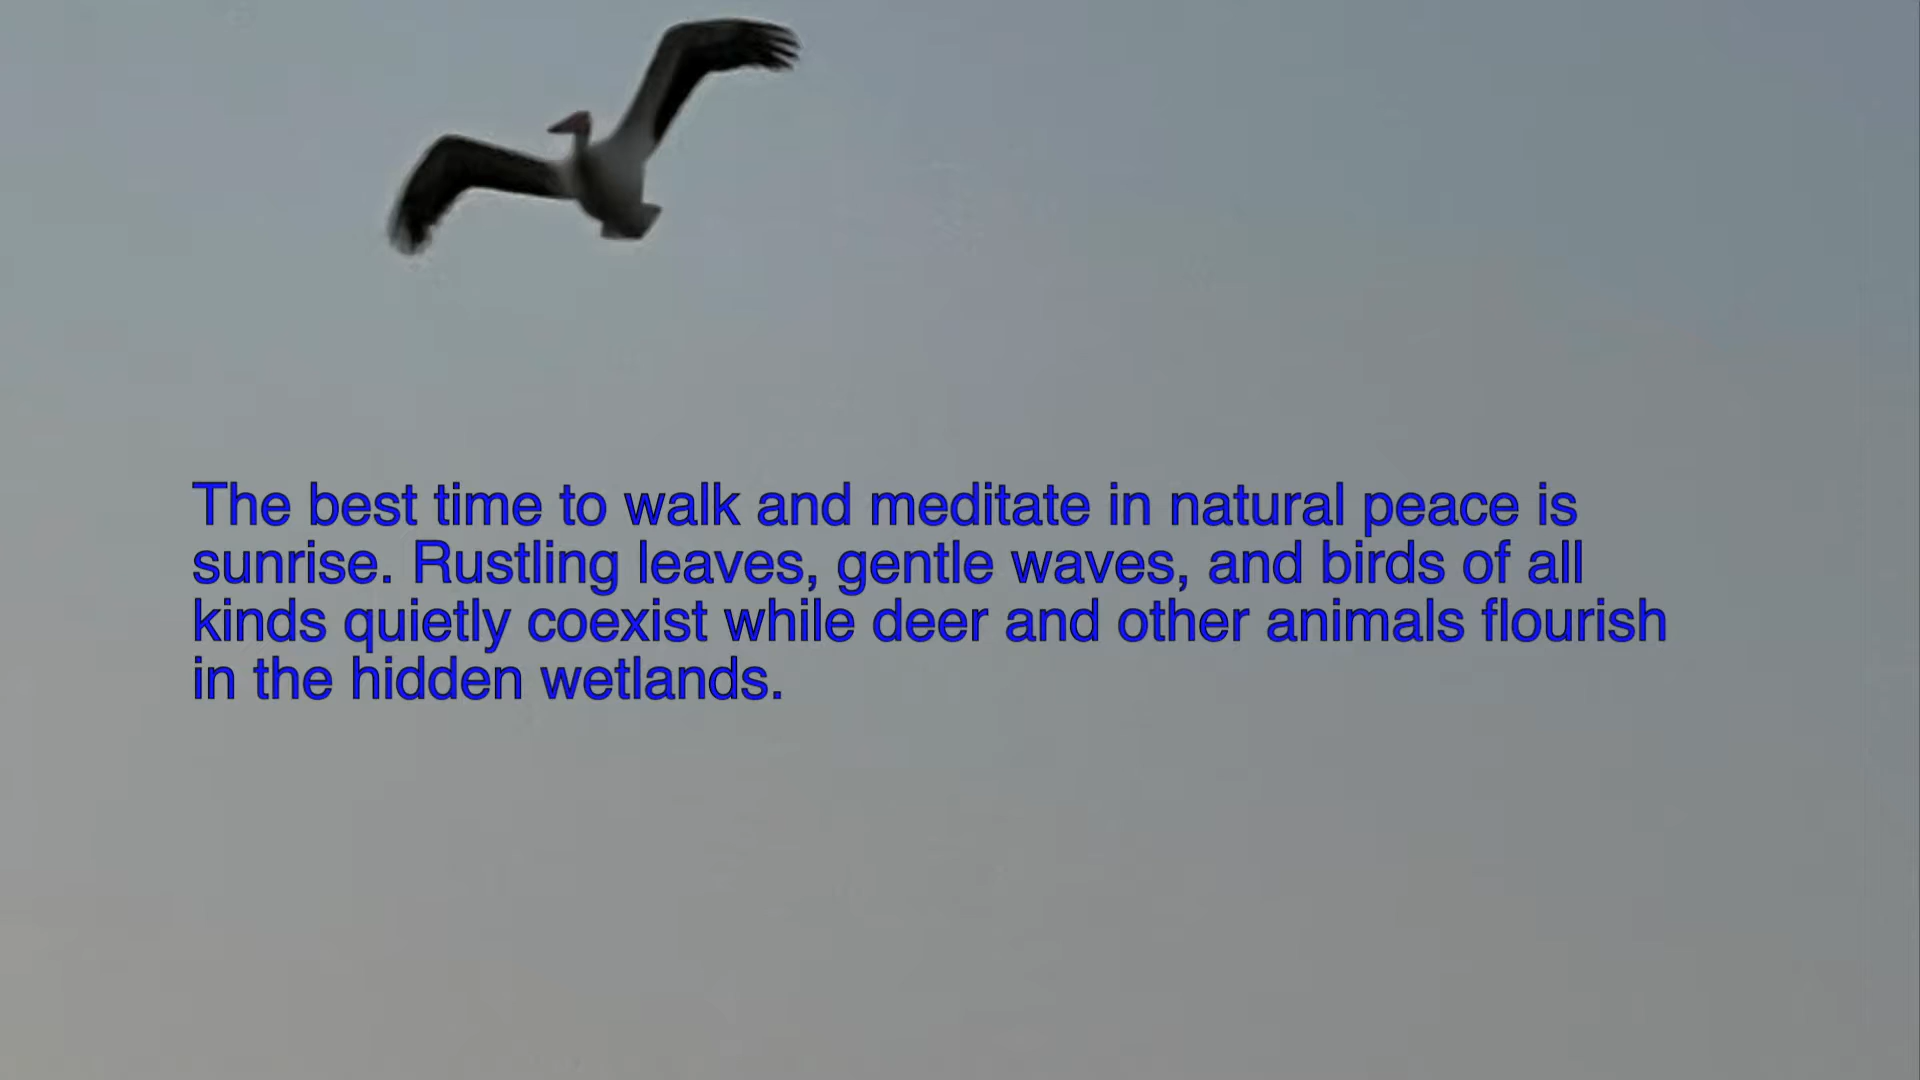 The best time to walk and meditate in natural peace is
sunrise. Rustling leaves, gentle waves, and birds of all
kinds quietly coexist while deer and other animals flourish
in the hidden wetlands.